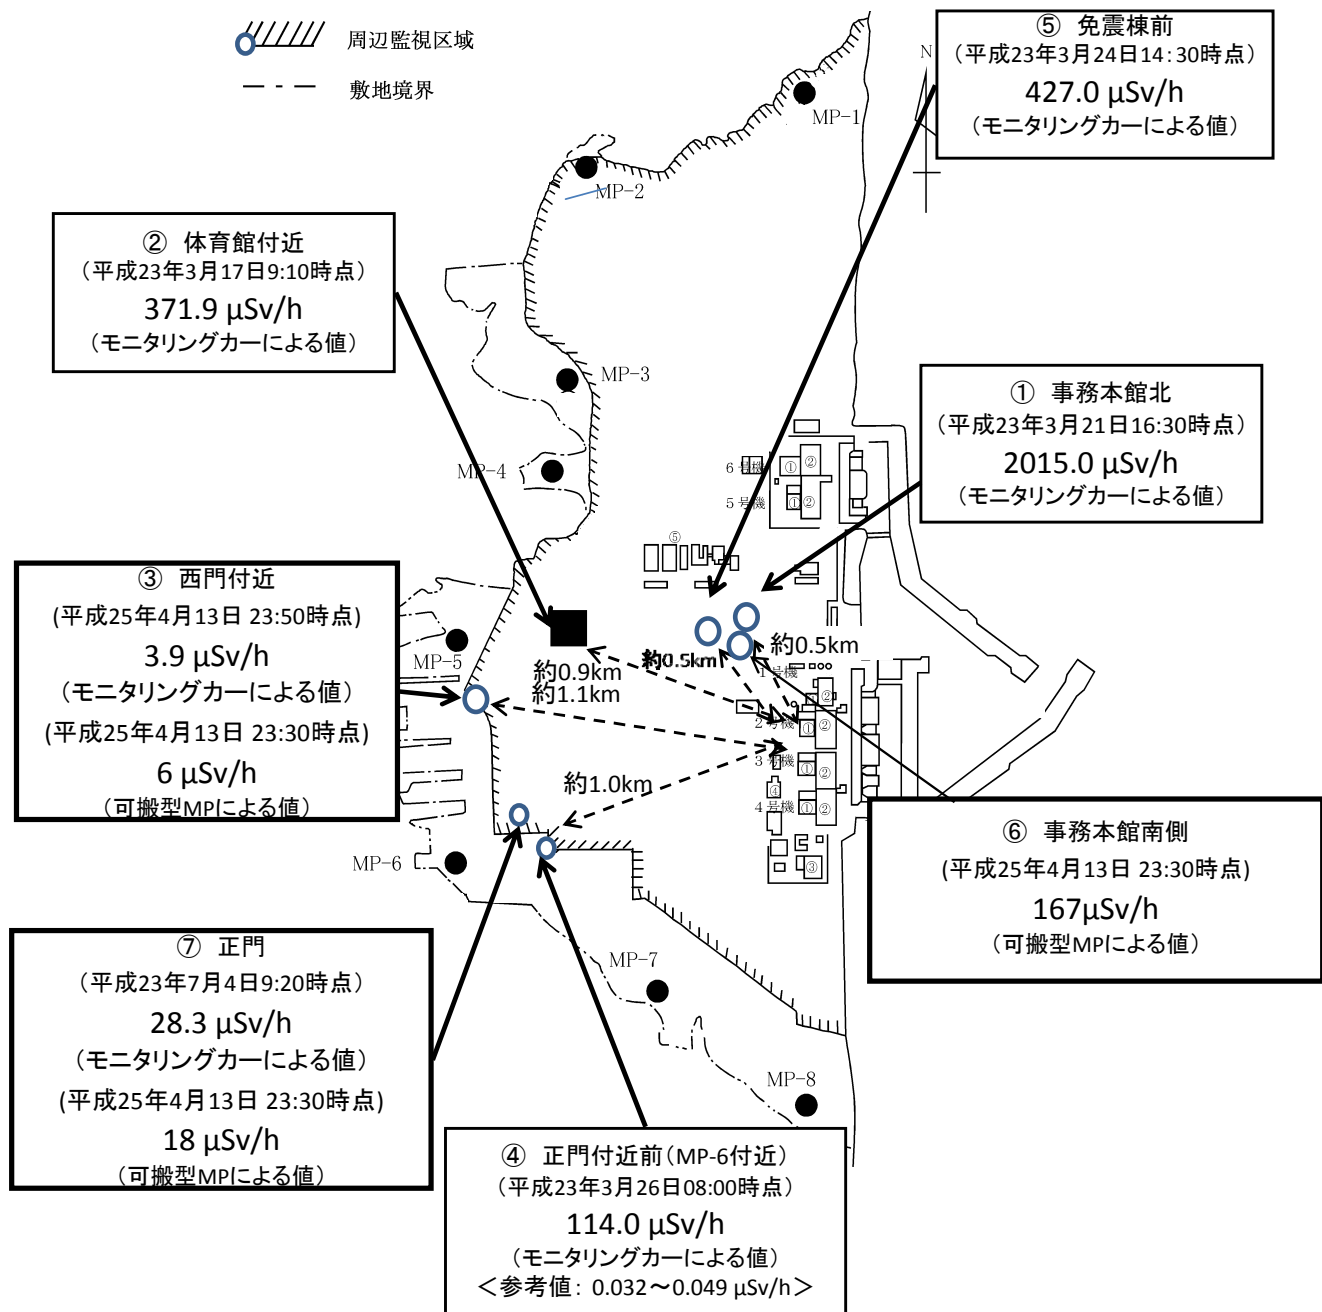 周辺監視区域
敷地境界
⑤ 免震棟前
(平成23年3月24日14:30時点)
427.0 μSv/h
(モニタリングカーによる値)
N
MP-1
MP-2
② 体育館付近
(平成23年3月17日9:10時点)
371.9 μSv/h
(モニタリングカーによる値)
MP-3
① 事務本館北
(平成23年3月21日16:30時点)
2015.0 μSv/h
(モニタリングカーによる値)
MP-4
6号機
① ②
5号機
① ②
⑤
③ 西門付近
(平成25年4月13日 23:50時点)
3.9 μSv/h
(モニタリングカーによる値)
(平成25年4月13日 23:30時点)
6 μSv/h
(可搬型MPによる値)
MP-5
約0.9km
約1.1km
約0.5km
約0.5km
1号機
②
2号機
① ②
3号機
① ②
約1.0km
④
4号機
① ②
③
MP-6
⑥ 事務本館南側
(平成25年4月13日 23:30時点)
167μSv/h
(可搬型MPによる値)
⑦ 正門
(平成23年7月4日9:20時点)
28.3 μSv/h
(モニタリングカーによる値)
(平成25年4月13日 23:30時点)
18 μSv/h
(可搬型MPによる値)
MP-7
MP-8
④ 正門付近前(MP-6付近)
(平成23年3月26日08:00時点)
114.0 μSv/h
(モニタリングカーによる値)
<参考値: 0.032～0.049 μSv/h>